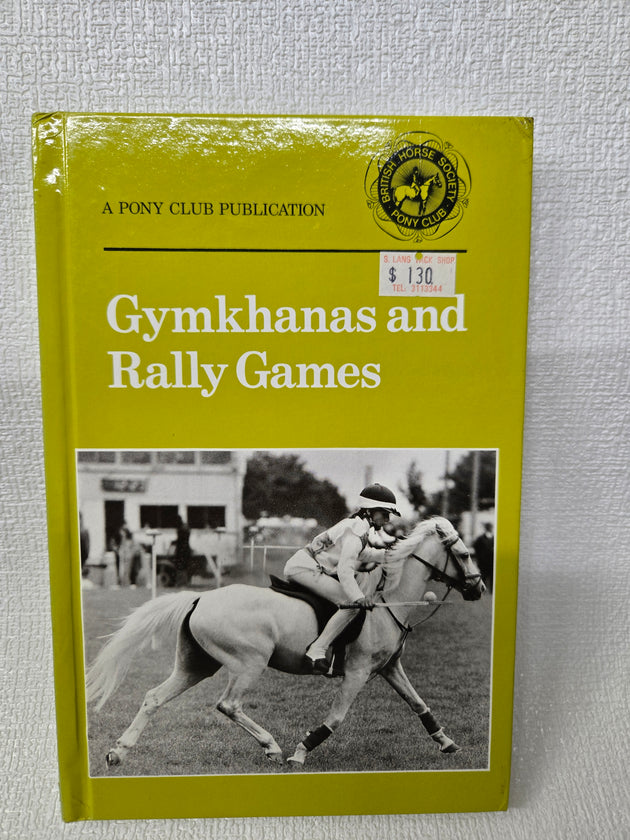 BRITISH HORSE SOCIETY
· PONY CLUB ·
A PONY CLUB PUBLICATION
S. LANG TACK SHOP
$ 130
TEL: 3113344
Gymkhanas and
Rally Games